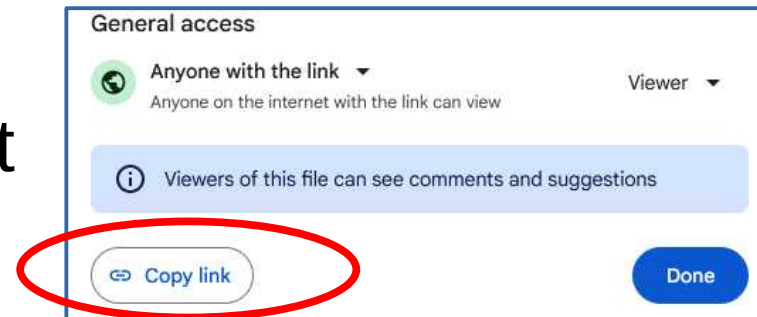 General access
Anyone with the link
Viewer
Anyone on the internet with the link can view
t
Viewers of this file can see comments and suggestions
Copy link
Done